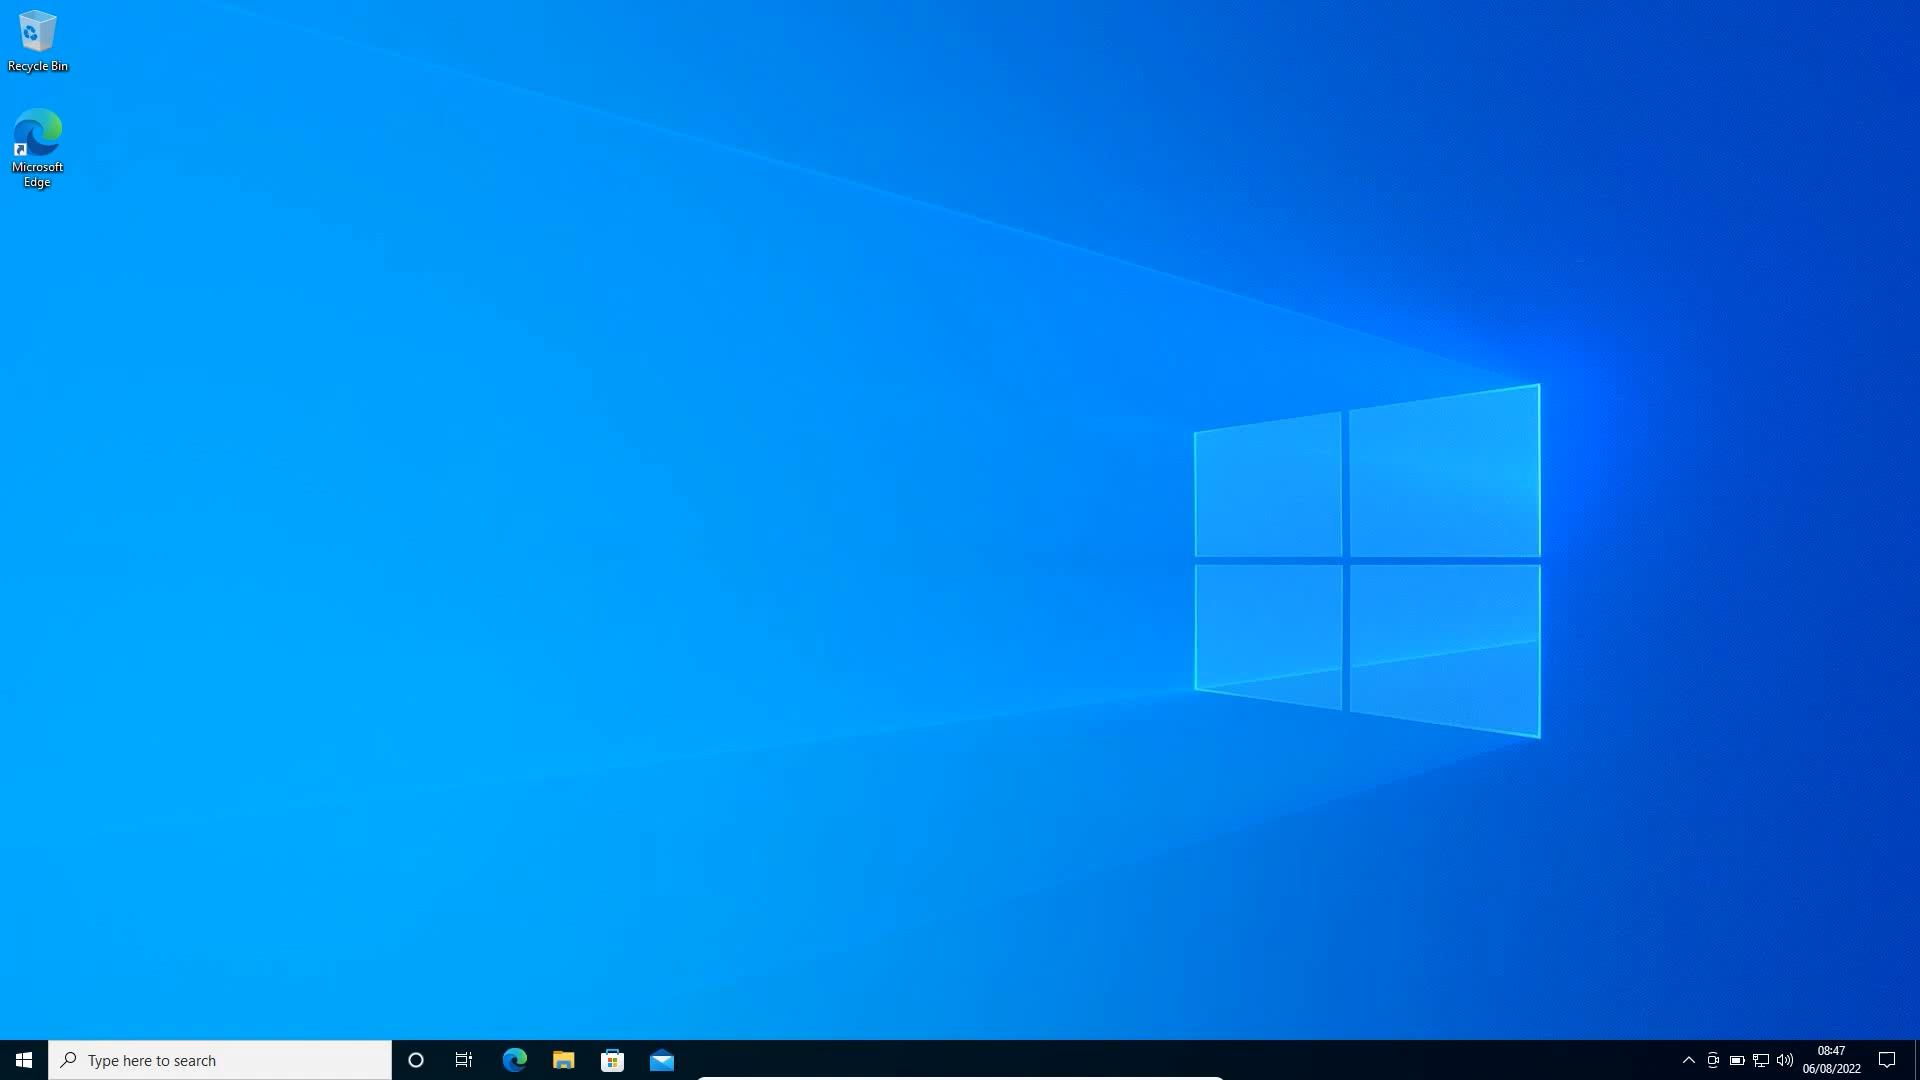 Recycle Bin
Microsoft
Edge
Type here to search
08:47
06/08/2022